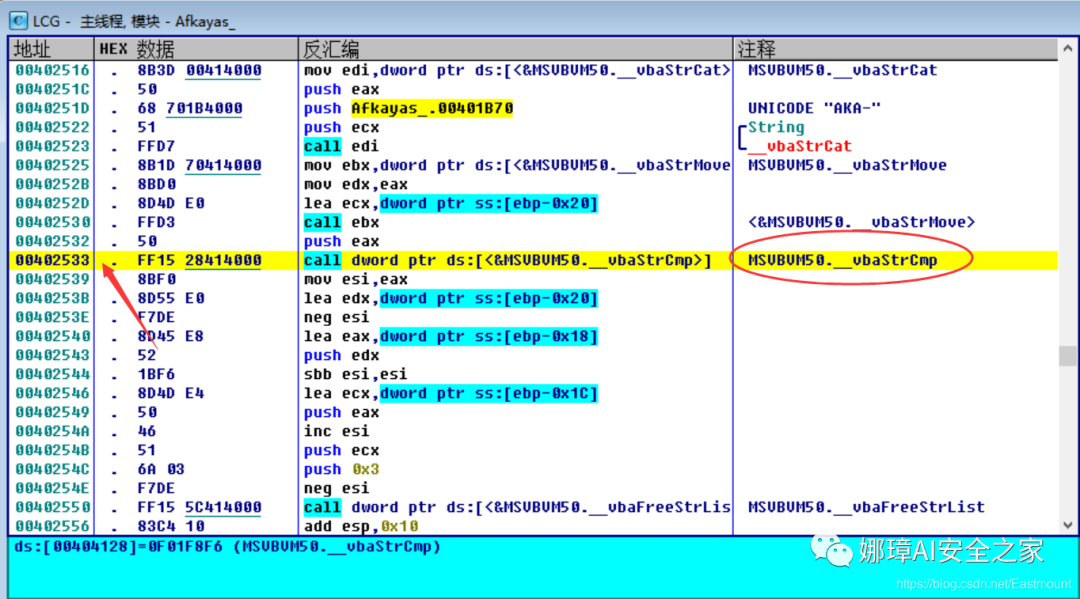 LCG - 主线程, 模块 - Afkayas_
地址 HEX 数据 反汇编 注释
00402516 . 8B3D 00414000 mov edi,dword ptr ds:[<&MSVBVM50.__vbaStrCat> MSVBVM50.__vbaStrCat
0040251C . 50 push eax
0040251D . 68 701B4000 push Afkayas_.00401B70 UNICODE "AKA-"
00402522 . 51 push ecx String
00402523 . FFD7 call edi __vbaStrCat
00402525 . 8B1D 70414000 mov ebx,dword ptr ds:[<&MSVBVM50.__vbaStrMove MSVBVM50.__vbaStrMove
0040252B . 8BD0 mov edx,eax
0040252D . 8D4D E0 lea ecx,dword ptr ss:[ebp-0x20]
00402530 . FFD3 call ebx <&MSVBVM50.__vbaStrMove>
00402532 . 50 push eax
00402533 . FF15 28414000 call dword ptr ds:[<&MSVBVM50.__vbaStrCmp>] MSVBVM50.__vbaStrCmp
00402539 . 8BF0 mov esi,eax
0040253B . 8D55 E0 lea edx,dword ptr ss:[ebp-0x20]
0040253E . F7DE neg esi
00402540 . 8D45 E8 lea eax,dword ptr ss:[ebp-0x18]
00402543 . 52 push edx
00402544 . 1BF6 sbb esi,esi
00402546 . 8D4D E4 lea ecx,dword ptr ss:[ebp-0x1C]
00402549 . 50 push eax
0040254A . 46 inc esi
0040254B . 51 push ecx
0040254C . 6A 03 push 0x3
0040254E . F7DE neg esi
00402550 . FF15 5C414000 call dword ptr ds:[<&MSVBVM50.__vbaFreeStrLis MSVBVM50.__vbaFreeStrList
00402556 . 83C4 10 add esp,0x10
ds:[00404128]=0F01F8F6 (MSVBVM50.__vbaStrCmp)
娜璋AI安全之家
https://blog.csdn.net/Eastmount